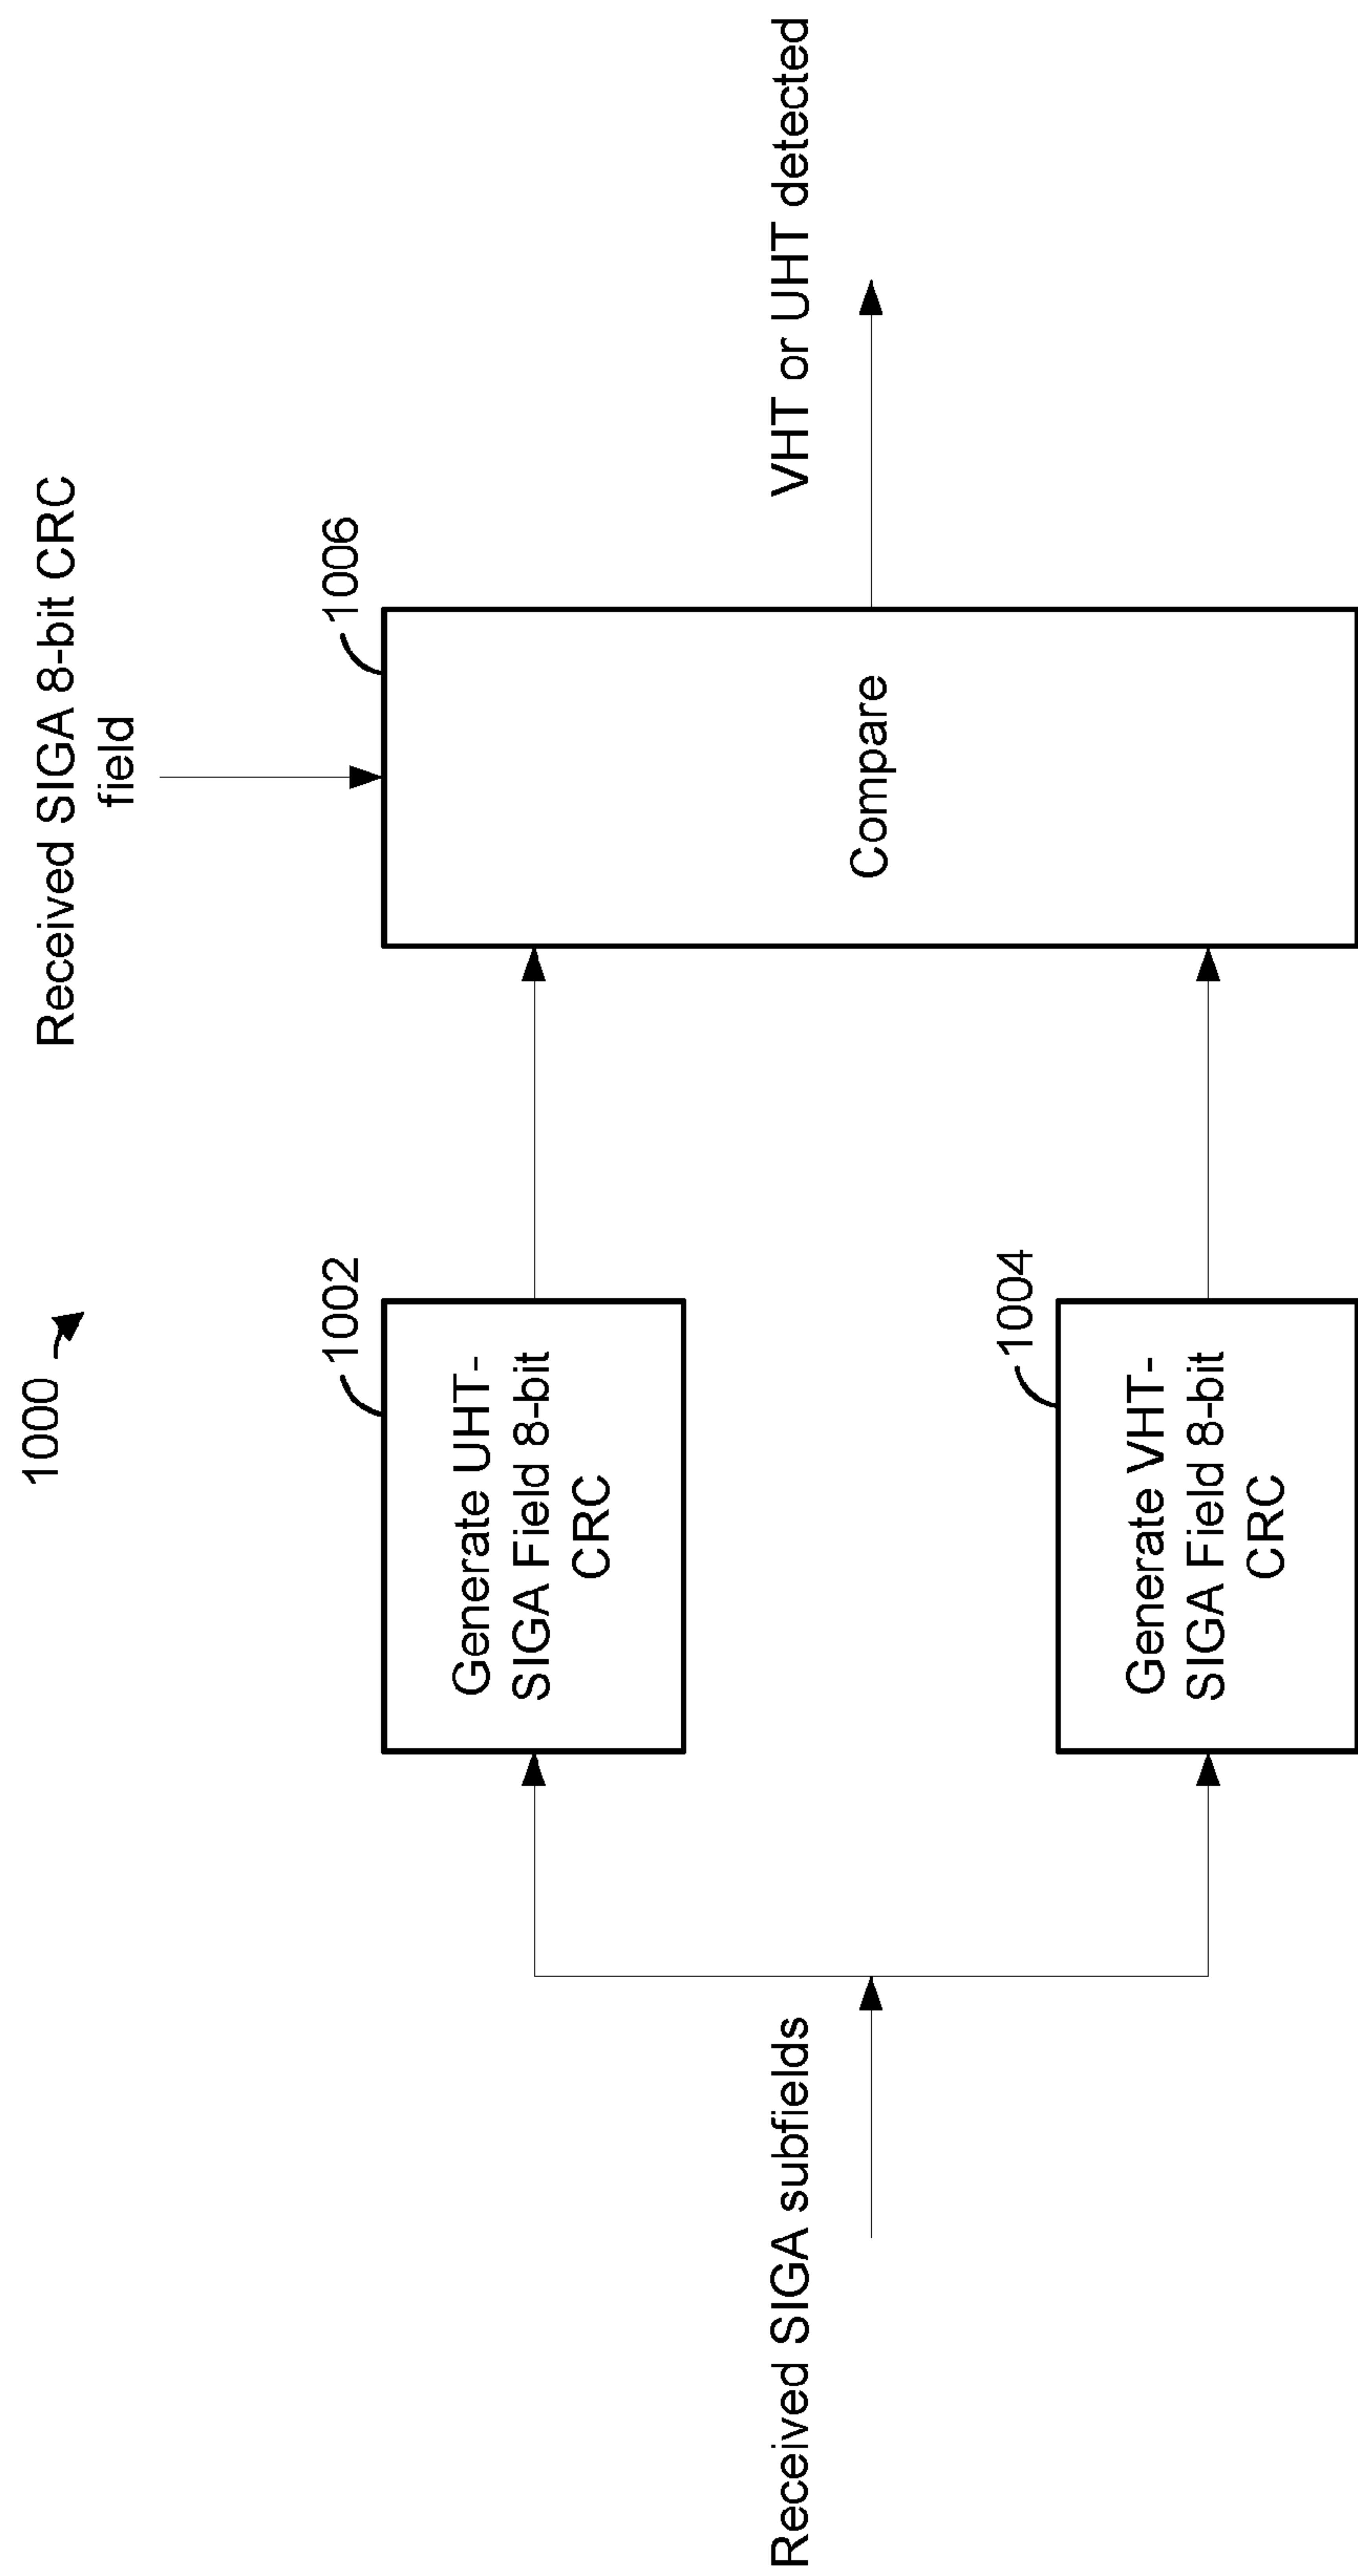 1000
Received SIGA 8-bit CRC
field
1002
Generate UHT-
SIGA Field 8-bit
CRC
1006
Compare
Received SIGA subfields
VHT or UHT detected
1004
Generate VHT-
SIGA Field 8-bit
CRC